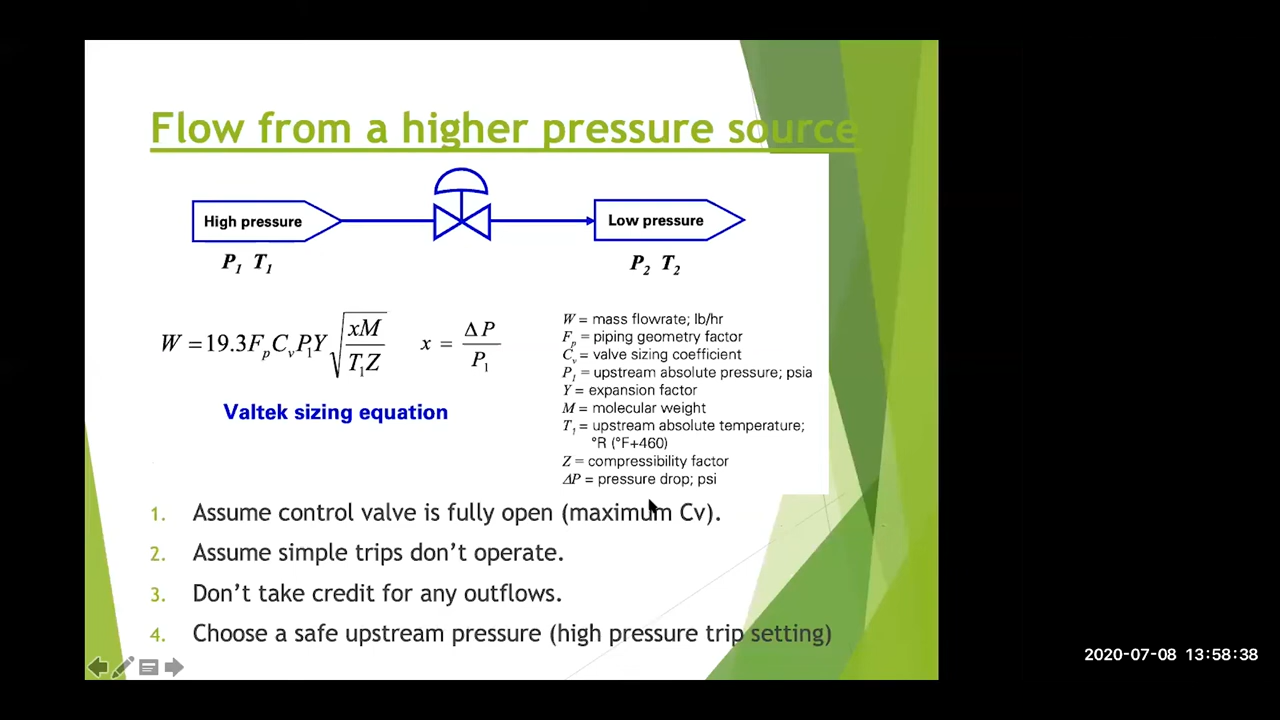 Flow from a higher pressure source
High pressure
Low pressure
P₁ T₁
P₂ T₂
W = 19.3FₚCᵥP₁Y√(xM/T₁Z) x = ΔP/P₁
Valtek sizing equation
W = mass flowrate; lb/hr
Fₚ = piping geometry factor
Cᵥ = valve sizing coefficient
P₁ = upstream absolute pressure; psia
Y = expansion factor
M = molecular weight
T₁ = upstream absolute temperature;
°R (°F+460)
Z = compressibility factor
ΔP = pressure drop; psi
1. Assume control valve is fully open (maximum Cv).
2. Assume simple trips don’t operate.
3. Don’t take credit for any outflows.
4. Choose a safe upstream pressure (high pressure trip setting)
2020-07-08 13:58:38